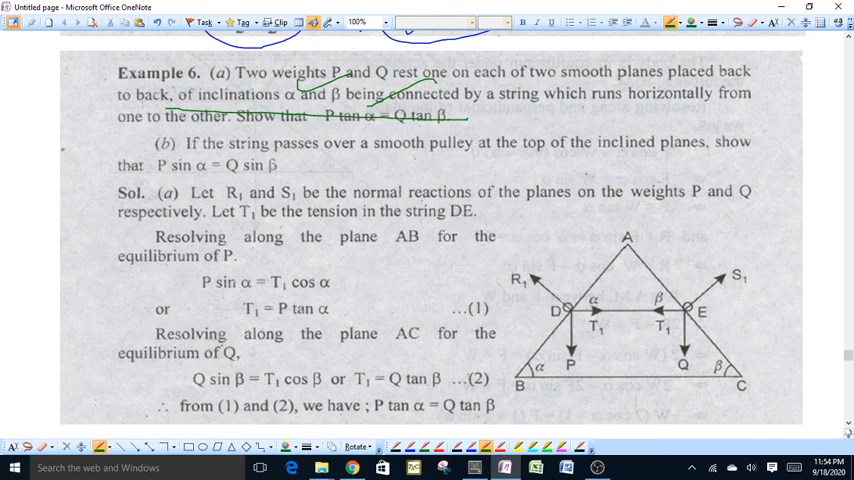 Untitled page - Microsoft Office OneNote
Task
Tag
Clip
100%
B I U
Example 6. (a) Two weights P and Q rest one on each of two smooth planes placed back
to back, of inclinations α and β being connected by a string which runs horizontally from
one to the other. Show that P tan α = Q tan β.
(b) If the string passes over a smooth pulley at the top of the inclined planes, show
that P sin α = Q sin β
Sol. (a) Let R₁ and S₁ be the normal reactions of the planes on the weights P and Q
respectively. Let T₁ be the tension in the string DE.
Resolving along the plane AB for the
equilibrium of P.
P sin α = T₁ cos α
or T₁ = P tan α ...(1)
Resolving along the plane AC for the
equilibrium of Q,
Q sin β = T₁ cos β or T₁ = Q tan β ...(2)
∴ from (1) and (2), we have ; P tan α = Q tan β
A
R₁ S₁
D α β E
T₁ T₁
P Q
α β
B C
Rotate
Search the web and Windows
11:54 PM
9/18/2020